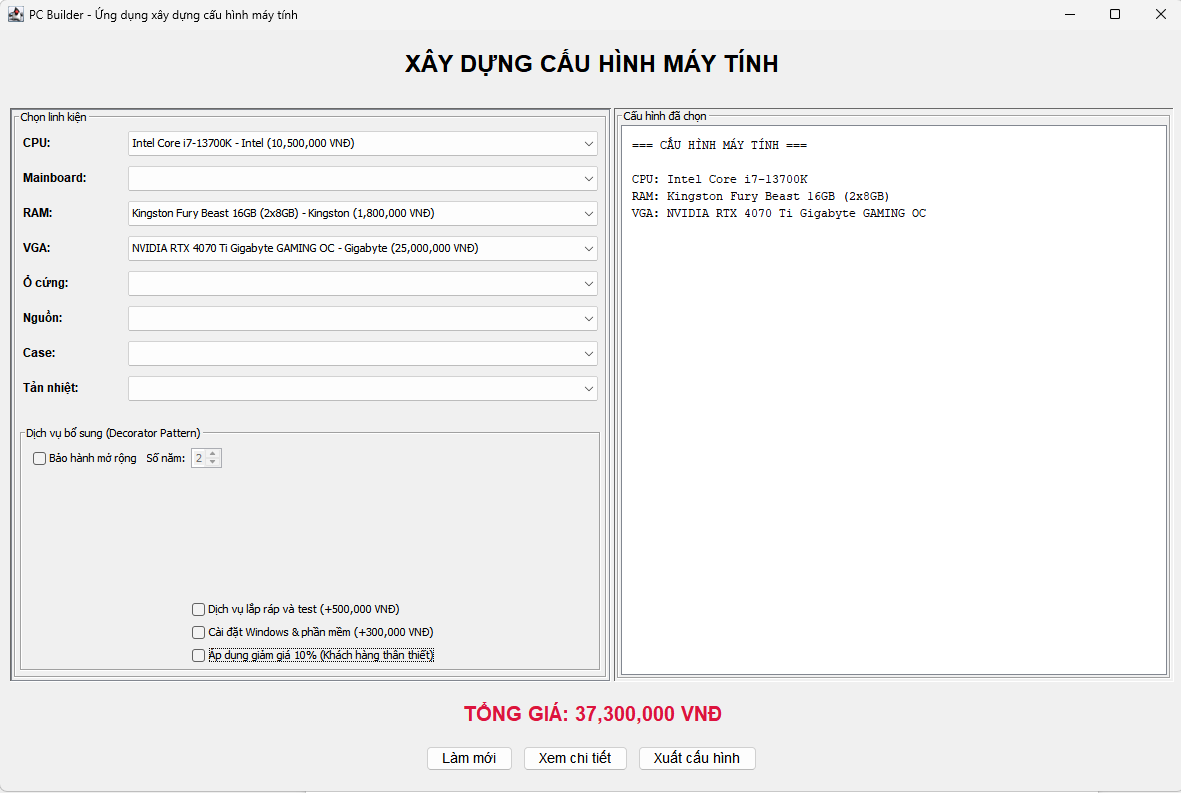 PC Builder - Ứng dụng xây dựng cấu hình máy tính
XÂY DỰNG CẤU HÌNH MÁY TÍNH
Chọn linh kiện
CPU: Intel Core i7-13700K - Intel (10,500,000 VNĐ)
Mainboard:
RAM: Kingston Fury Beast 16GB (2x8GB) - Kingston (1,800,000 VNĐ)
VGA: NVIDIA RTX 4070 Ti Gigabyte GAMING OC - Gigabyte (25,000,000 VNĐ)
Ổ cứng:
Nguồn:
Case:
Tản nhiệt:
Dịch vụ bổ sung (Decorator Pattern)
Bảo hành mở rộng Số năm: 2
Dịch vụ lắp ráp và test (+500,000 VNĐ)
Cài đặt Windows & phần mềm (+300,000 VNĐ)
Áp dụng giảm giá 10% (Khách hàng thân thiết)
Cấu hình đã chọn
=== CẤU HÌNH MÁY TÍNH ===
CPU: Intel Core i7-13700K
RAM: Kingston Fury Beast 16GB (2x8GB)
VGA: NVIDIA RTX 4070 Ti Gigabyte GAMING OC
TỔNG GIÁ: 37,300,000 VNĐ
Làm mới
Xem chi tiết
Xuất cấu hình